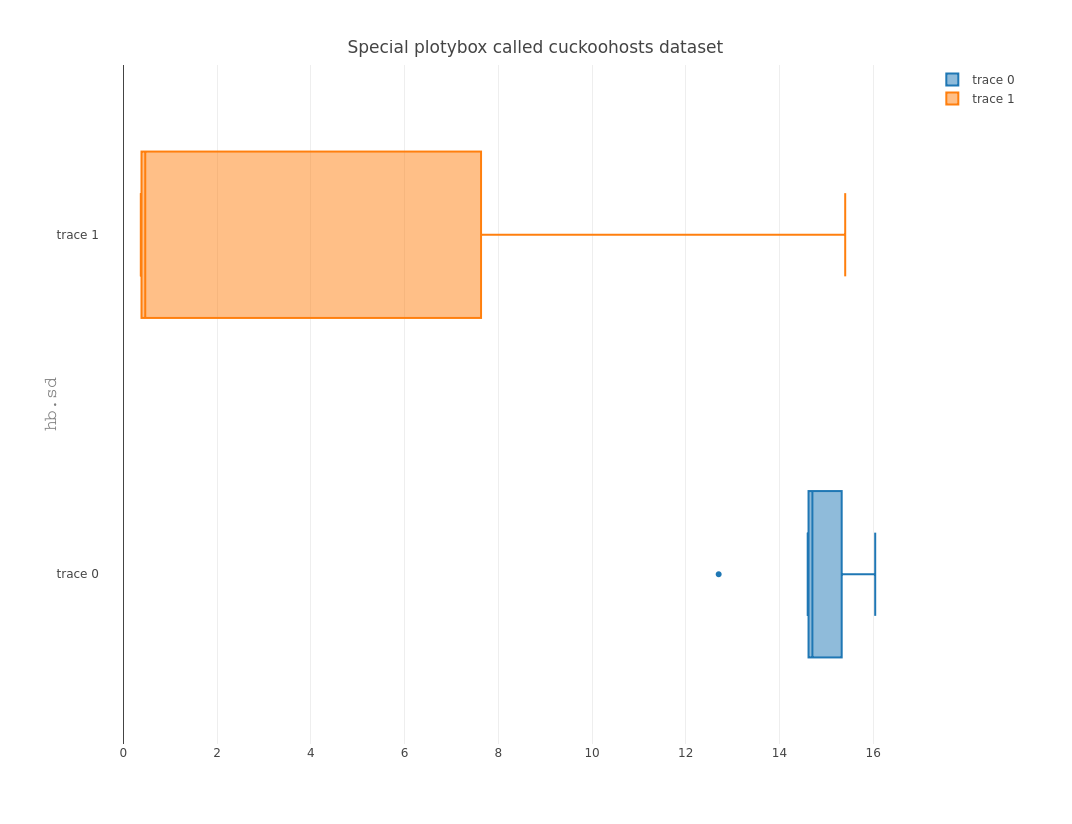 Special plotybox called cuckoohosts dataset
trace 0
trace 1
trace 1
hb.sd
trace 0
0 2 4 6 8 10 12 14 16